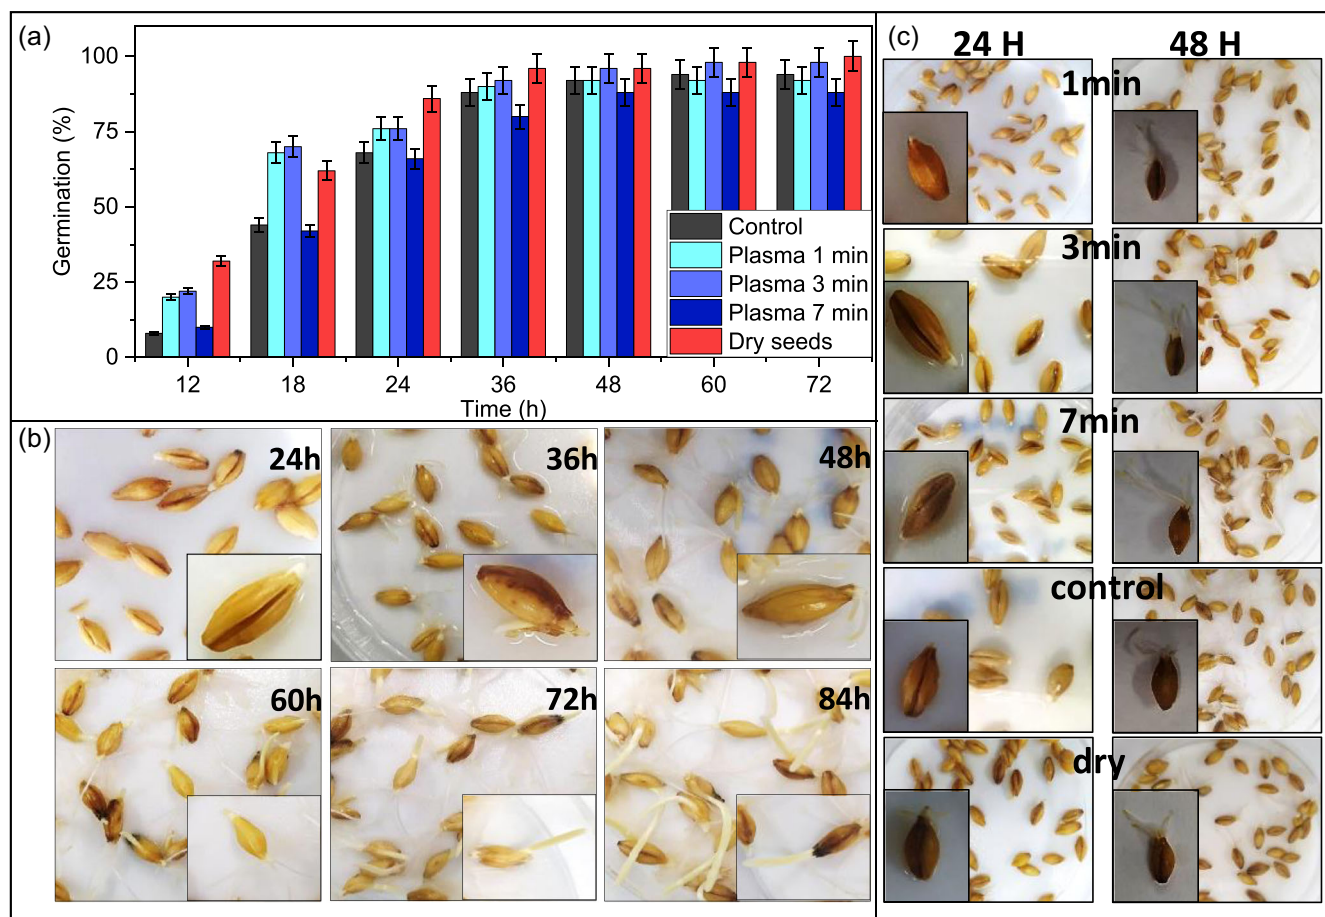 (a)
100
75
50
25
0
Germination (%)
12 18 24 36 48 60 72
Time (h)
Control
Plasma 1 min
Plasma 3 min
Plasma 7 min
Dry seeds
(b)
24h 36h 48h
60h 72h 84h
(c)
24 H 48 H
1min
3min
7min
control
dry